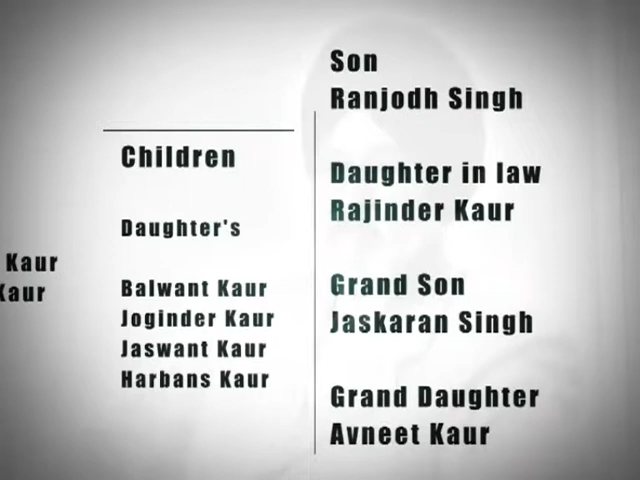 Kaur
Kaur
Children
Daughter's
Balwant Kaur
Joginder Kaur
Jaswant Kaur
Harbans Kaur
Son
Ranjodh Singh
Daughter in law
Rajinder Kaur
Grand Son
Jaskaran Singh
Grand Daughter
Avneet Kaur